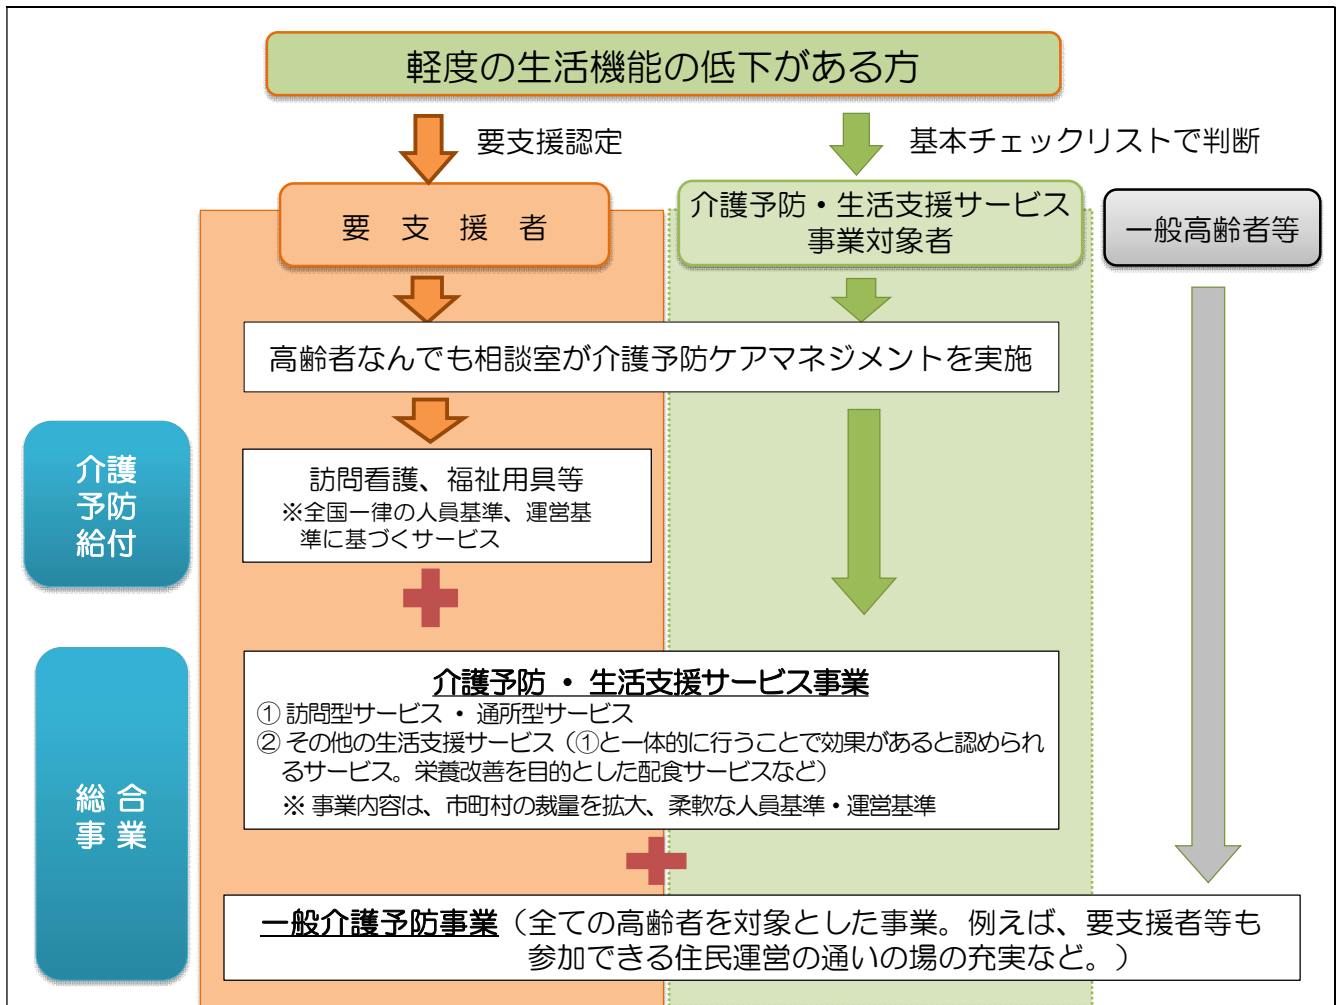 軽度の生活機能の低下がある方
要支援認定
基本チェックリストで判断
要 支 援 者
介護予防・生活支援サービス
事業対象者
一般高齢者等
高齢者なんでも相談室が介護予防ケアマネジメントを実施
介護
予防
給付
訪問看護、福祉用具等
※全国一律の人員基準、運営基
準に基づくサービス
総 合
事 業
介護予防 ・ 生活支援サービス事業
① 訪問型サービス ・ 通所型サービス
② その他の生活支援サービス（①と一体的に行うことで効果があると認められ
るサービス。栄養改善を目的とした配食サービスなど）
※ 事業内容は、市町村の裁量を拡大、柔軟な人員基準・運営基準
一般介護予防事業（全ての高齢者を対象とした事業。例えば、要支援者等も
参加できる住民運営の通いの場の充実など。）